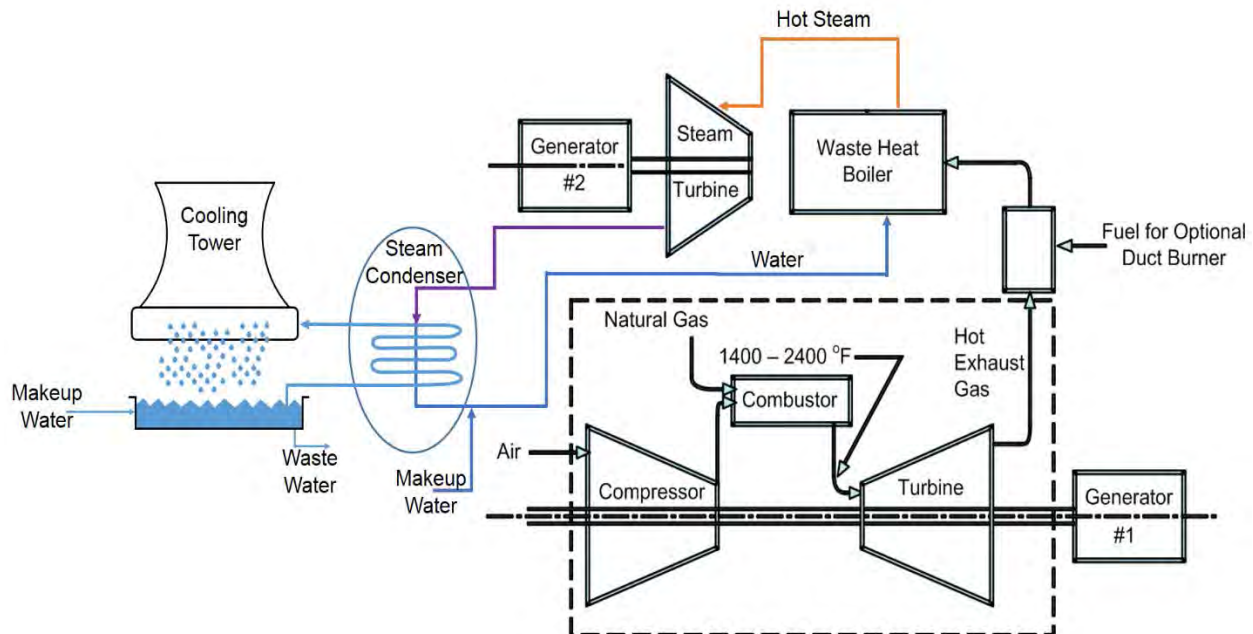 Hot Steam
Generator
#2
Steam
Turbine
Waste Heat
Boiler
Cooling
Tower
Steam
Condenser
Water
Fuel for Optional
Duct Burner
Natural Gas
1400 – 2400 °F
Hot
Exhaust
Gas
Combustor
Makeup
Water
Waste
Water
Makeup
Water
Air
Compressor
Turbine
Generator
#1